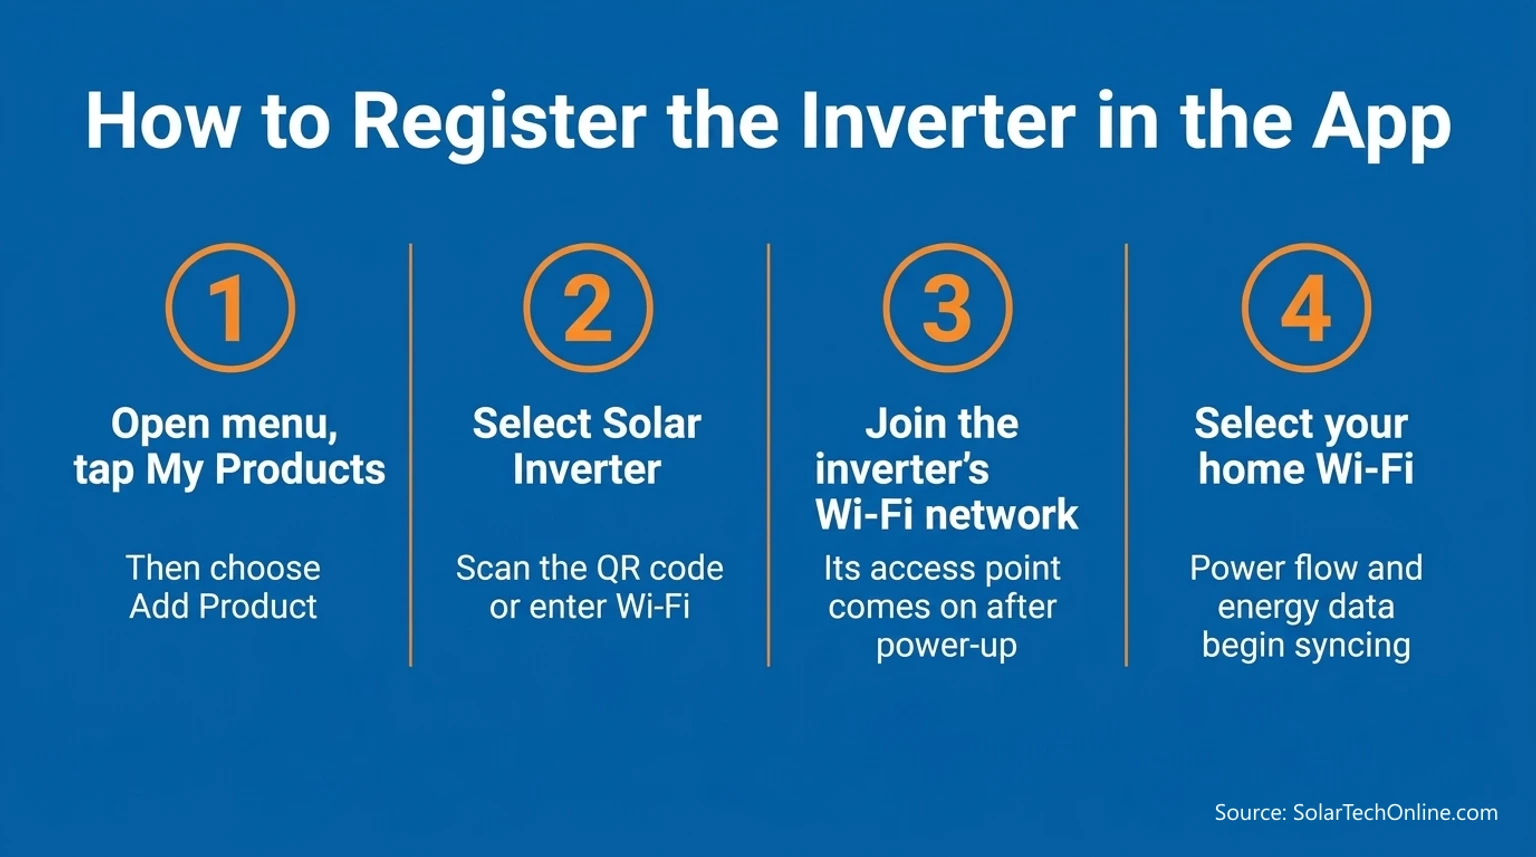 How to Register the Inverter in the App
1
Open menu,
tap My Products
Then choose
Add Product
2
Select Solar
Inverter
Scan the QR code
or enter Wi-Fi
3
Join the
inverter’s
Wi-Fi network
Its access point
comes on after
power-up
4
Select your
home Wi-Fi
Power flow and
energy data
begin syncing
Source: SolarTechOnline.com